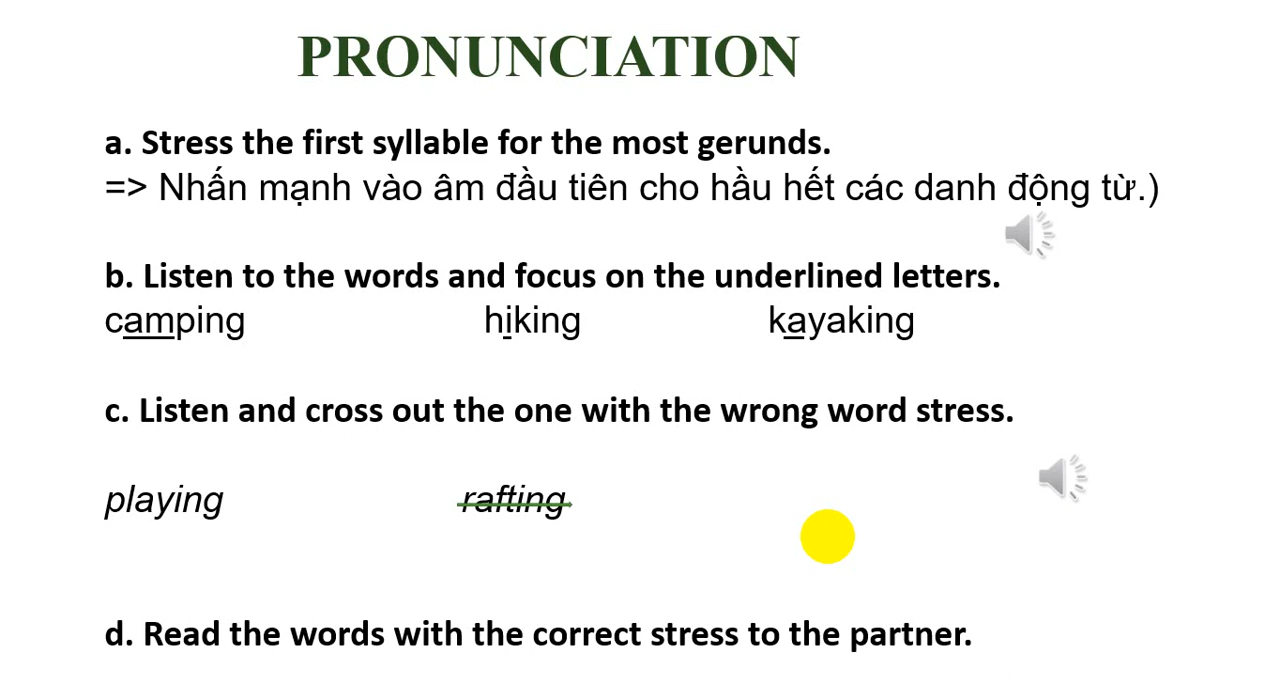 PRONUNCIATION
a. Stress the first syllable for the most gerunds.
=> Nhấn mạnh vào âm đầu tiên cho hầu hết các danh động từ.)
b. Listen to the words and focus on the underlined letters.
camping hiking kayaking
c. Listen and cross out the one with the wrong word stress.
playing rafting
d. Read the words with the correct stress to the partner.